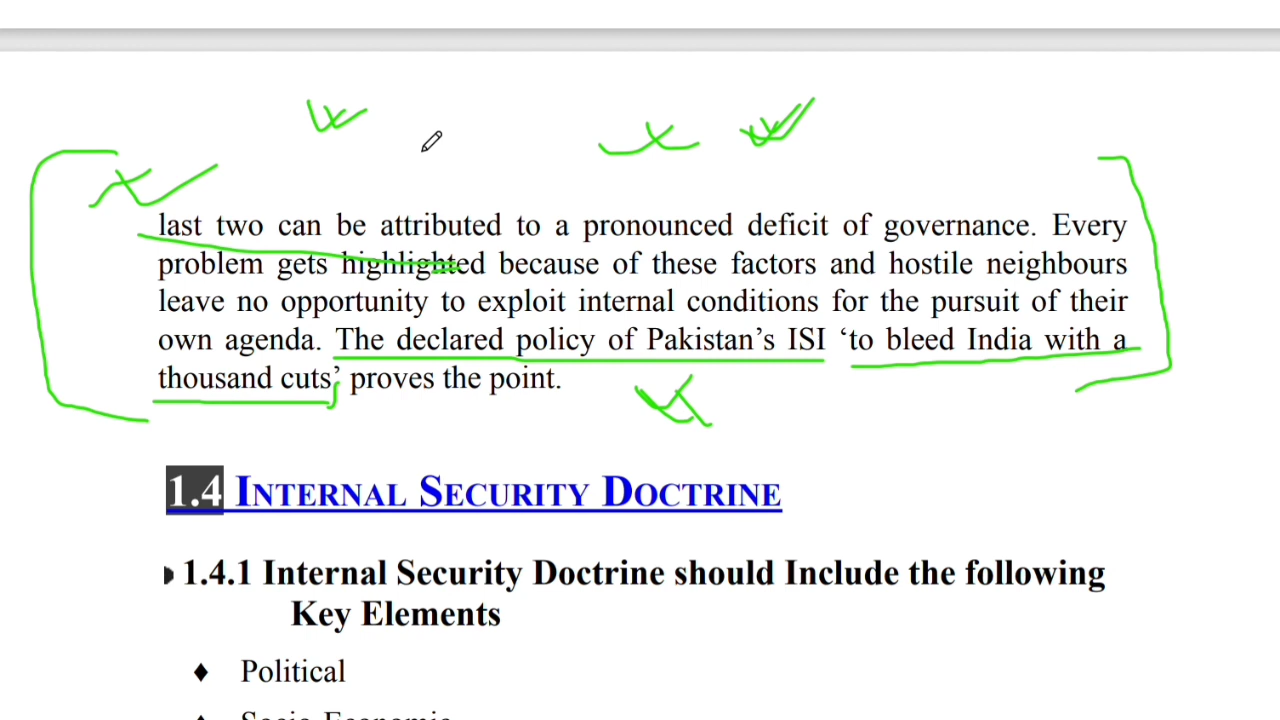 last two can be attributed to a pronounced deficit of governance. Every
problem gets highlighted because of these factors and hostile neighbours
leave no opportunity to exploit internal conditions for the pursuit of their
own agenda. The declared policy of Pakistan's ISI ‘to bleed India with a
thousand cuts’ proves the point.
1.4 INTERNAL SECURITY DOCTRINE
1.4.1 Internal Security Doctrine should Include the following
Key Elements
♦ Political
Socio-Economic